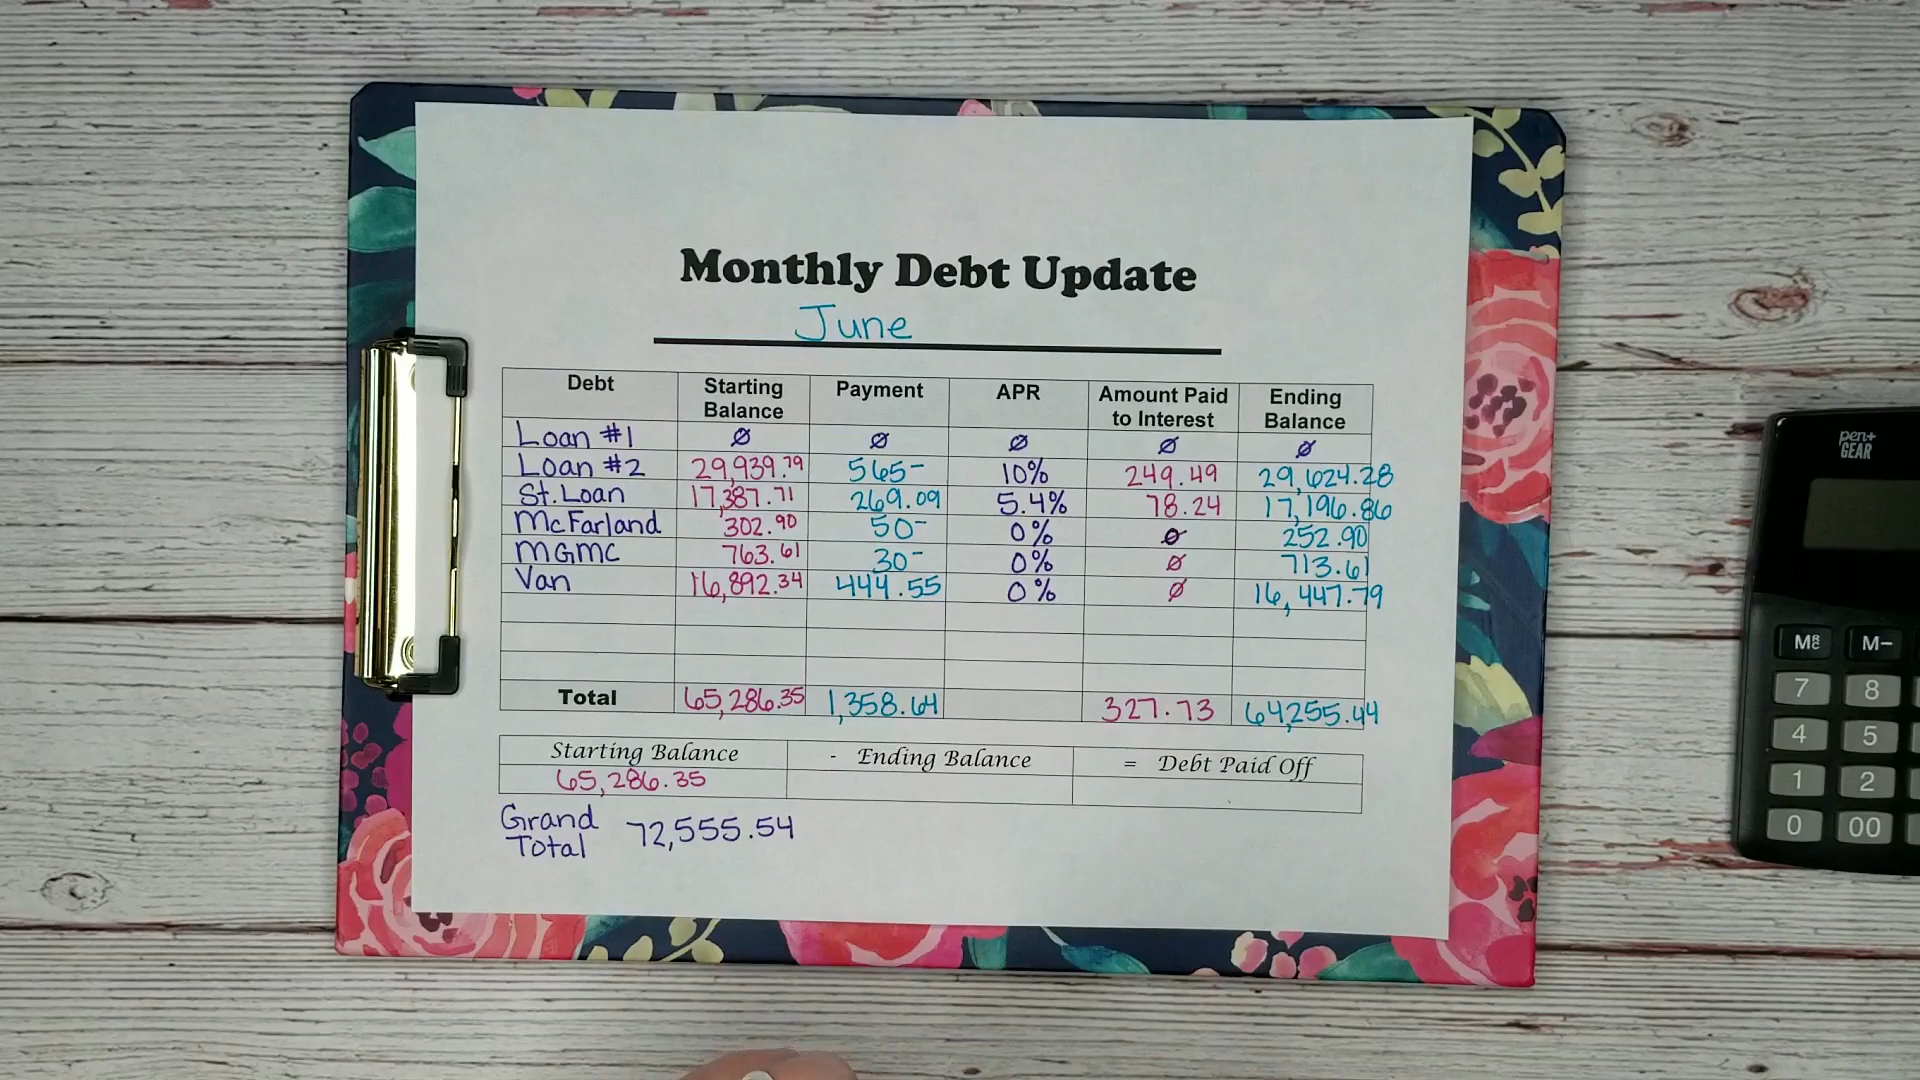 Monthly Debt Update
June
Debt Starting Balance Payment APR Amount Paid to Interest Ending Balance
Loan #1 Ø Ø Ø Ø Ø
Loan #2 29,939.79 565- 10% 249.49 29,624.28
St. Loan 17,387.71 269.09 5.4% 78.24 17,196.86
McFarland 302.90 50- 0% Ø 252.90
MGMC 763.61 30- 0% Ø 713.61
Van 16,892.34 444.55 0% Ø 16,447.79
Total 65,286.35 1,358.64 327.73 64,255.44
Starting Balance - Ending Balance = Debt Paid Off
65,286.35
Grand Total 72,555.54
pen+ GEAR
MRC M-
7 8
4 5
1 2
0 00